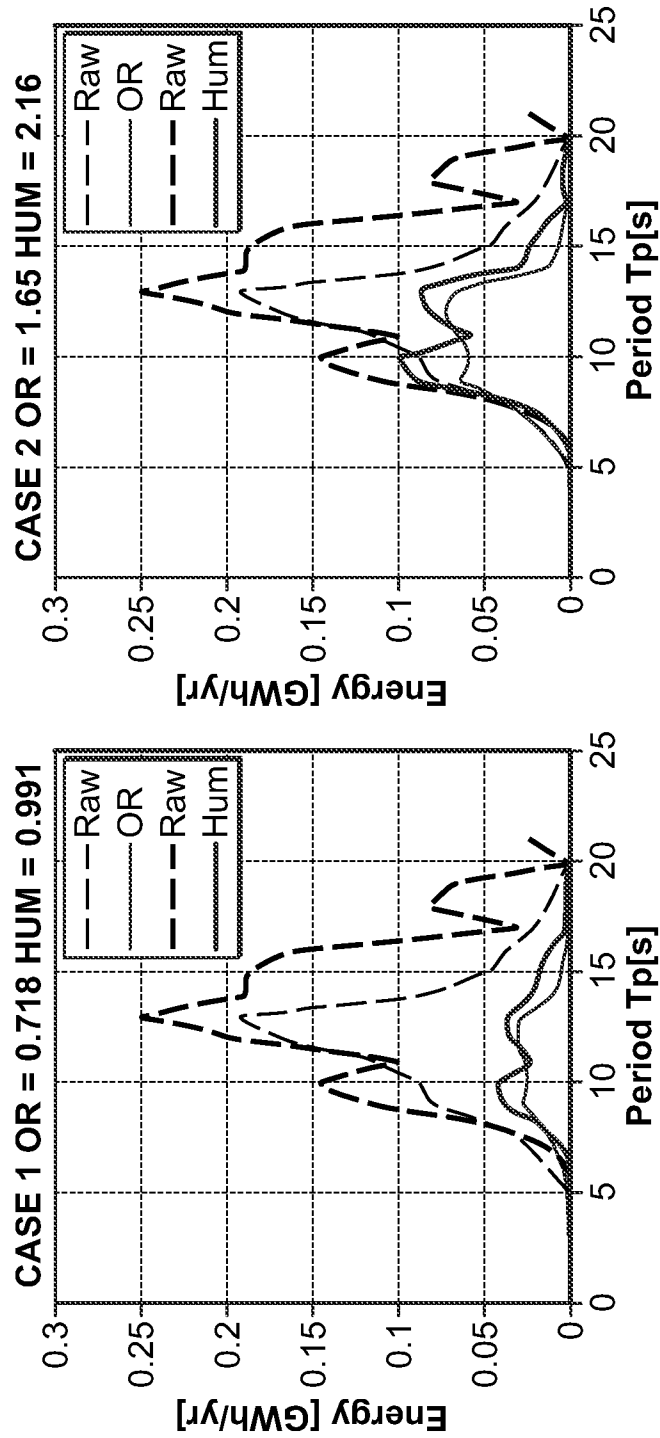 CASE 1 OR = 0.718 HUM = 0.991
Raw
OR
Raw
Hum
0.3
0.25
0.2
0.15
0.1
0.05
0
Energy [GWh/yr]
0
5
10
15
20
25
Period Tp[s]
CASE 2 OR = 1.65 HUM = 2.16
Raw
OR
Raw
Hum
0.3
0.25
0.2
0.15
0.1
0.05
0
Energy [GWh/yr]
0
5
10
15
20
25
Period Tp[s]